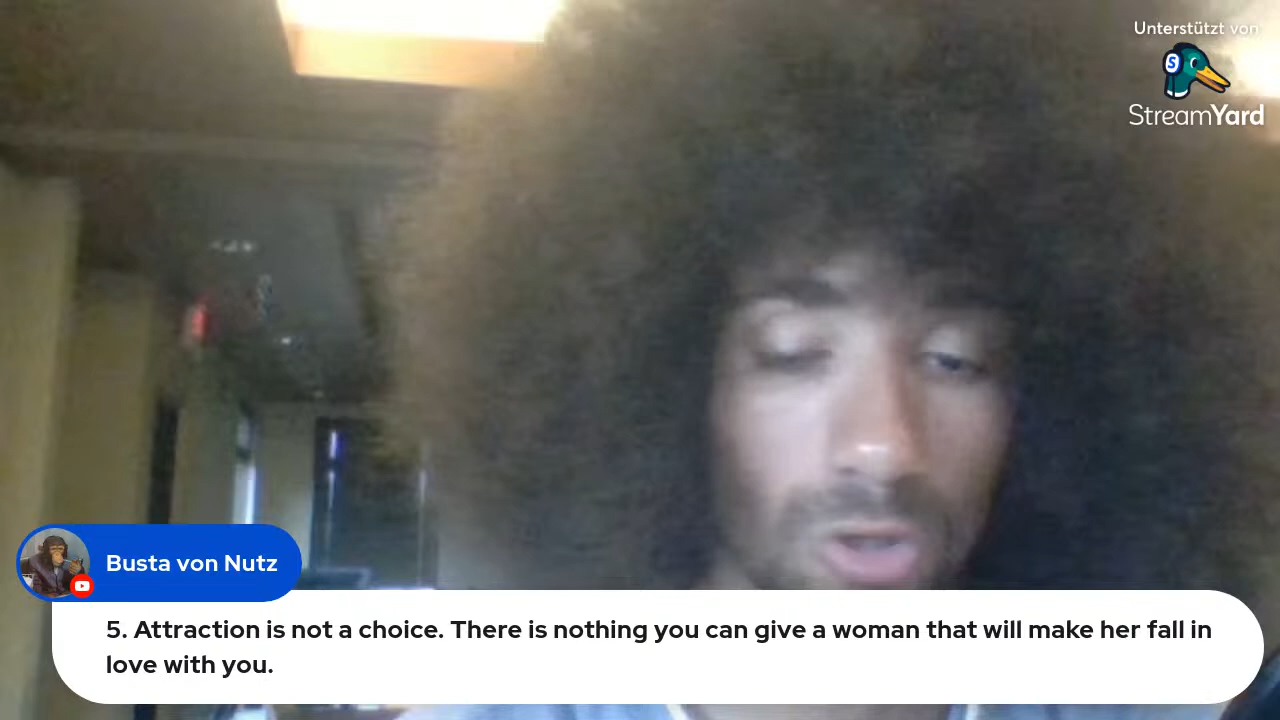 Unterstützt von
S
StreamYard
Busta von Nutz
5. Attraction is not a choice. There is nothing you can give a woman that will make her fall in
love with you.